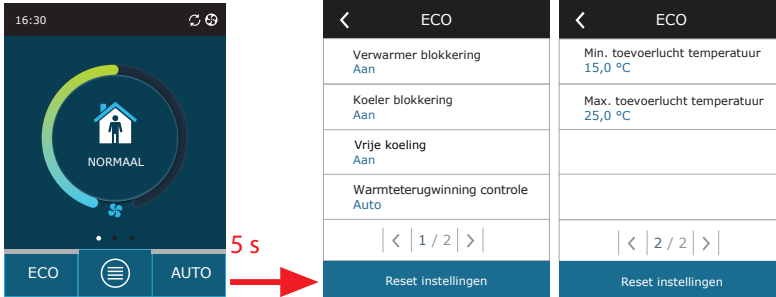 16:30
NORMAAL
ECO
AUTO
5 s
ECO
Verwarmer blokkering
Aan
Koeler blokkering
Aan
Vrije koeling
Aan
Warmteterugwinning controle
Auto
1 / 2
Reset instellingen
ECO
Min. toevoerlucht temperatuur
15,0 °C
Max. toevoerlucht temperatuur
25,0 °C
2 / 2
Reset instellingen